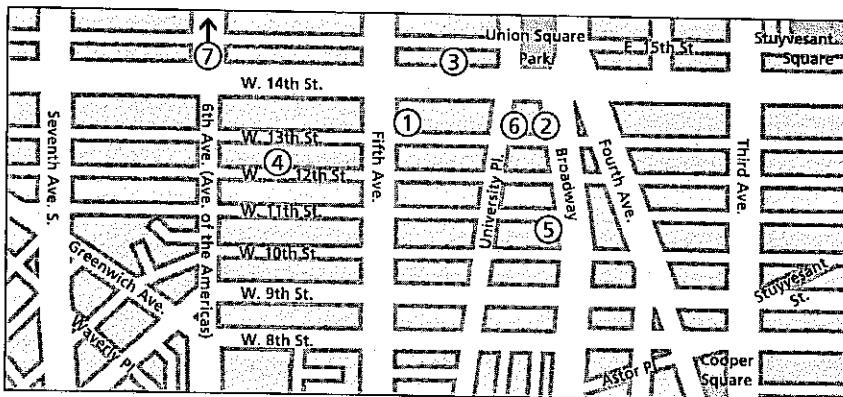 7
3
Union Square
Park
E. 15th St.
Stuyvesant
Square
W. 14th St.
1
6
2
W. 13th St.
4
W. 12th St.
W. 11th St.
5
W. 10th St.
W. 9th St.
W. 8th St.
Seventh Ave. S.
6th Ave. (Ave. of the Americas)
Fifth Ave.
University Pl.
Broadway
Fourth Ave.
Third Ave.
Greenwich Ave.
Waverly Pl.
Stuyvesant
St.
Astor Pl.
Cooper
Square